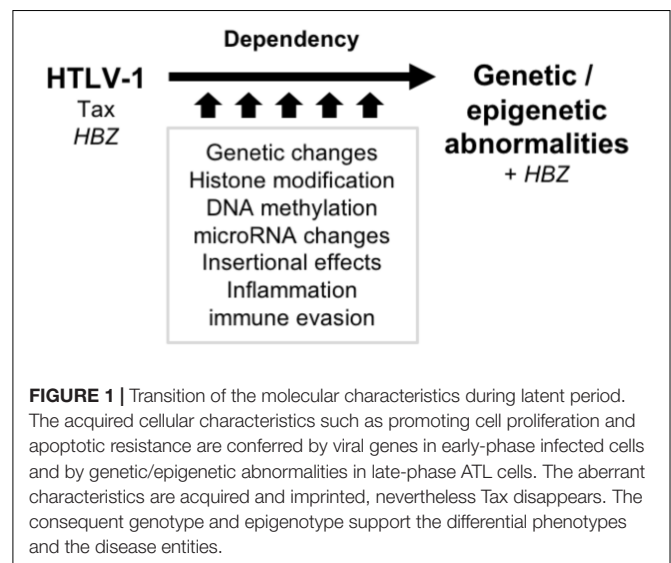 Dependency
HTLV-1
Tax
HBZ
Genetic /
epigenetic
abnormalities
+ HBZ
Genetic changes
Histone modification
DNA methylation
microRNA changes
Insertional effects
Inflammation
immune evasion
FIGURE 1 | Transition of the molecular characteristics during latent period.
The acquired cellular characteristics such as promoting cell proliferation and
apoptotic resistance are conferred by viral genes in early-phase infected cells
and by genetic/epigenetic abnormalities in late-phase ATL cells. The aberrant
characteristics are acquired and imprinted, nevertheless Tax disappears. The
consequent genotype and epigenotype support the differential phenotypes
and the disease entities.